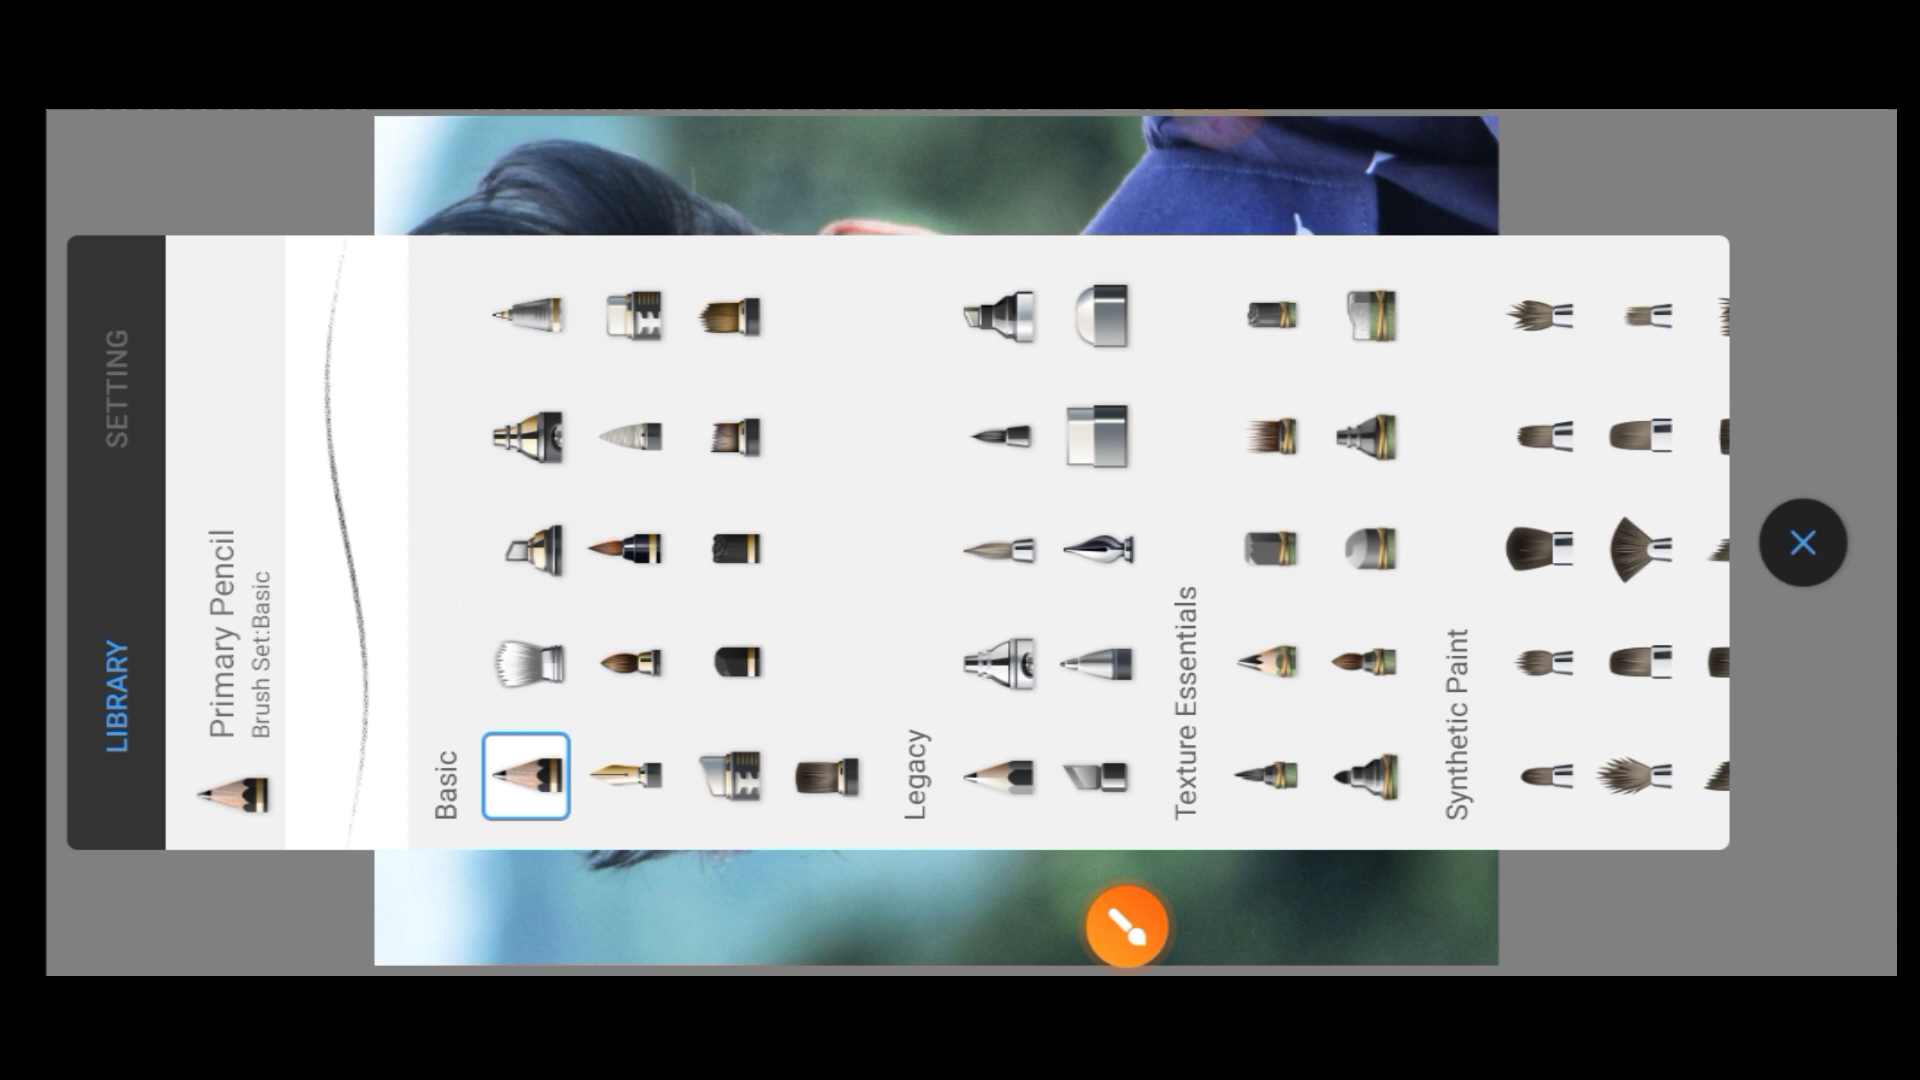 LIBRARY
SETTING
Primary Pencil
Brush Set:Basic
Basic
Legacy
Texture Essentials
Synthetic Paint